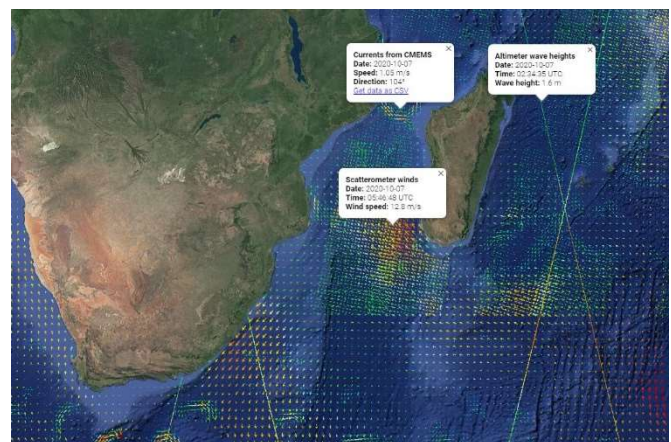 Currents from CMEMS
Date: 2020-10-07
Speed: 1.05 m/s
Direction: 104°
Get data as CSV
Altimeter wave heights
Date: 2020-10-07
Time: 02:34:35 UTC
Wave height: 1.6 m
Scatterometer winds
Date: 2020-10-07
Time: 05:46:48 UTC
Wind speed: 12.8 m/s